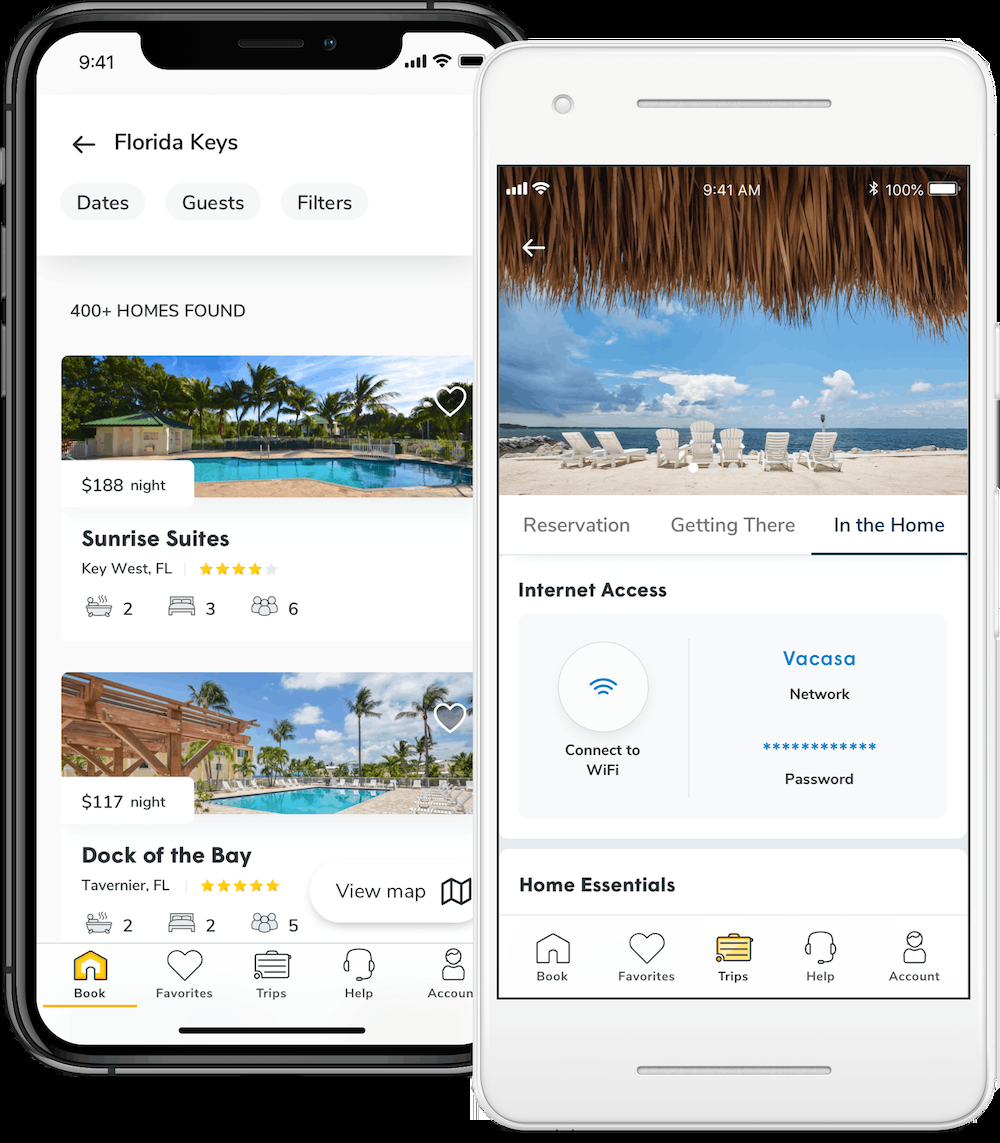 9:41
Florida Keys
Dates Guests Filters
400+ HOMES FOUND
$188 night
Sunrise Suites
Key West, FL
2 3 6
$117 night
Dock of the Bay
Tavernier, FL
View map
2 2 5
Book Favorites Trips Help Accoun
9:41 AM 100%
Reservation Getting There In the Home
Internet Access
Vacasa
Network
Connect to
WiFi
************
Password
Home Essentials
Book Favorites Trips Help Account